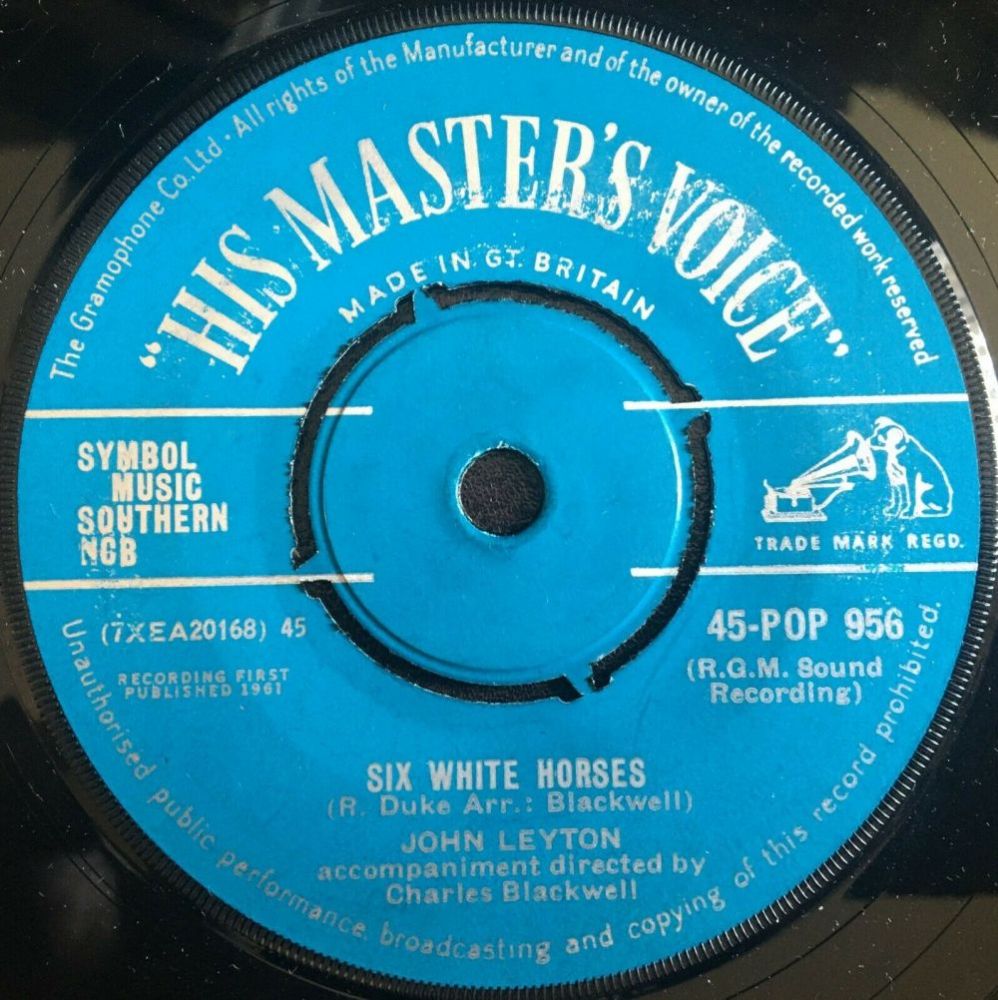 The Gramophone Co. Ltd · All rights of the Manufacturer and of the owner of the recorded work reserved
"HIS MASTER'S VOICE"
MADE IN GT. BRITAIN
SYMBOL
MUSIC
SOUTHERN
NCB
TRADE MARK REGD.
(7XEA20168) 45
45-POP 956
RECORDING FIRST
PUBLISHED 1961
(R.G.M. Sound
Recording)
SIX WHITE HORSES
(R. Duke Arr.: Blackwell)
JOHN LEYTON
accompaniment directed by
Charles Blackwell
Unauthorised public performance, broadcasting and copying of this record prohibited.